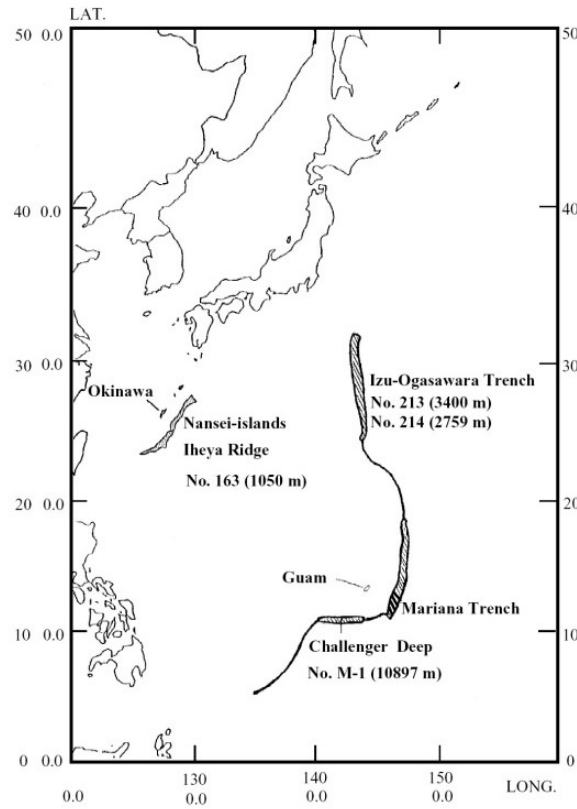 LAT.
50 0.0
50
40 0.0
40
30 0.0
30
Izu-Ogasawara Trench
No. 213 (3400 m)
No. 214 (2759 m)
Okinawa
Nansei-islands
Iheya Ridge
No. 163 (1050 m)
20 0.0
20
Guam
Mariana Trench
10 0.0
10
Challenger Deep
No. M-1 (10897 m)
0 0.0
0
130 140 150 LONG.
0.0 0.0 0.0 0.0